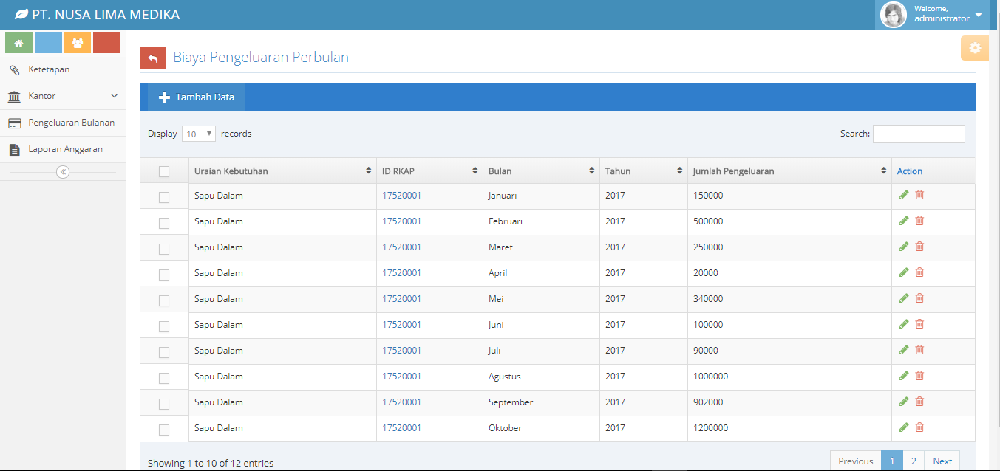 PT. NUSA LIMA MEDIKA
Welcome,
administrator
Ketetapan
Kantor
Pengeluaran Bulanan
Laporan Anggaran
Biaya Pengeluaran Perbulan
Tambah Data
Display 10 records Search:
Uraian Kebutuhan ID RKAP Bulan Tahun Jumlah Pengeluaran Action
Sapu Dalam 17520001 Januari 2017 150000
Sapu Dalam 17520001 Februari 2017 500000
Sapu Dalam 17520001 Maret 2017 250000
Sapu Dalam 17520001 April 2017 20000
Sapu Dalam 17520001 Mei 2017 340000
Sapu Dalam 17520001 Juni 2017 100000
Sapu Dalam 17520001 Juli 2017 90000
Sapu Dalam 17520001 Agustus 2017 1000000
Sapu Dalam 17520001 September 2017 902000
Sapu Dalam 17520001 Oktober 2017 1200000
Showing 1 to 10 of 12 entries Previous 1 2 Next